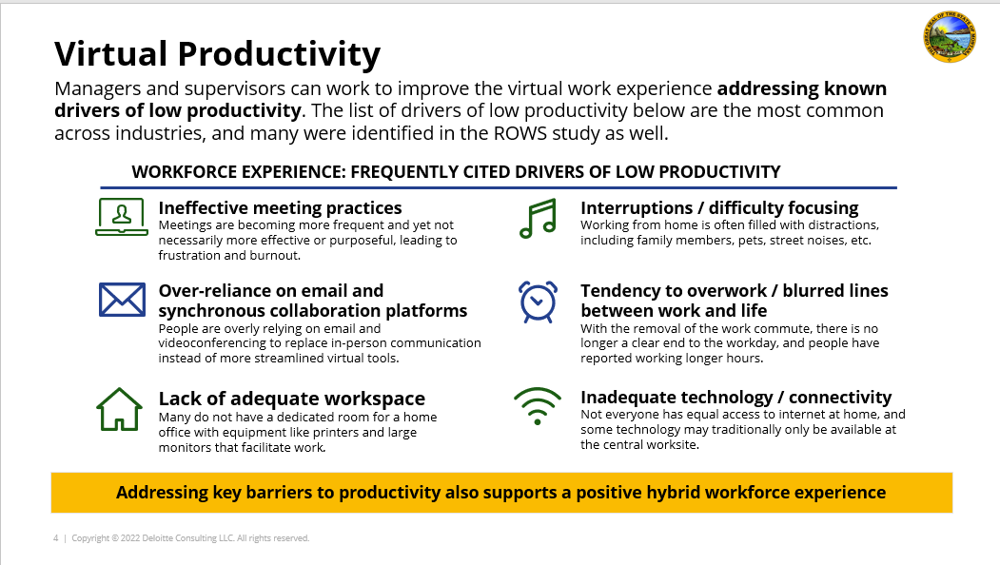 Virtual Productivity
Managers and supervisors can work to improve the virtual work experience addressing known
drivers of low productivity. The list of drivers of low productivity below are the most common
across industries, and many were identified in the ROWS study as well.
WORKFORCE EXPERIENCE: FREQUENTLY CITED DRIVERS OF LOW PRODUCTIVITY
Ineffective meeting practices
Meetings are becoming more frequent and yet not
necessarily more effective or purposeful, leading to
frustration and burnout.
Interruptions / difficulty focusing
Working from home is often filled with distractions,
including family members, pets, street noises, etc.
Over-reliance on email and
synchronous collaboration platforms
People are overly relying on email and
videoconferencing to replace in-person communication
instead of more streamlined virtual tools.
Tendency to overwork / blurred lines
between work and life
With the removal of the work commute, there is no
longer a clear end to the workday, and people have
reported working longer hours.
Lack of adequate workspace
Many do not have a dedicated room for a home
office with equipment like printers and large
monitors that facilitate work.
Inadequate technology / connectivity
Not everyone has equal access to internet at home, and
some technology may traditionally only be available at
the central worksite.
Addressing key barriers to productivity also supports a positive hybrid workforce experience
4 | Copyright © 2022 Deloitte Consulting LLC. All rights reserved.